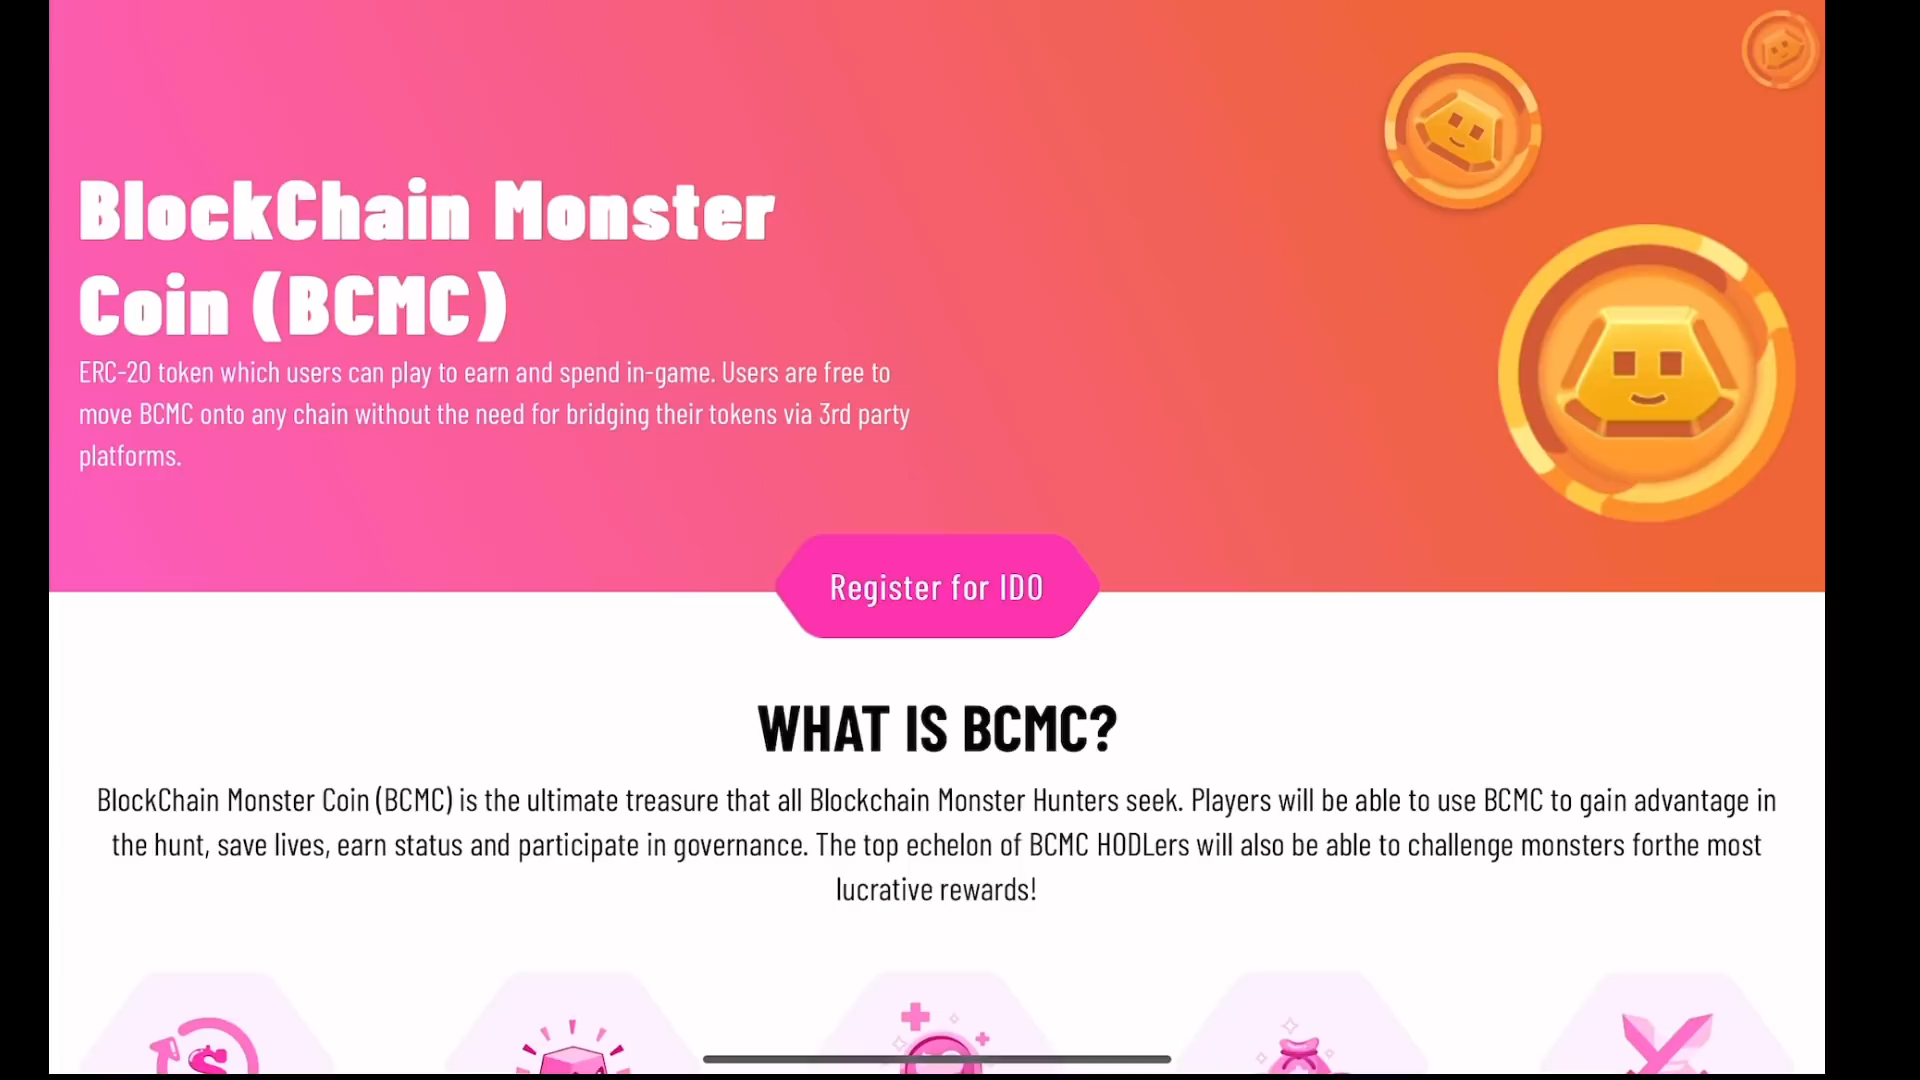 BlockChain Monster
Coin (BCMC)
ERC-20 token which users can play to earn and spend in-game. Users are free to
move BCMC onto any chain without the need for bridging their tokens via 3rd party
platforms.
Register for IDO
WHAT IS BCMC?
BlockChain Monster Coin (BCMC) is the ultimate treasure that all Blockchain Monster Hunters seek. Players will be able to use BCMC to gain advantage in
the hunt, save lives, earn status and participate in governance. The top echelon of BCMC HODLers will also be able to challenge monsters forthe most
lucrative rewards!